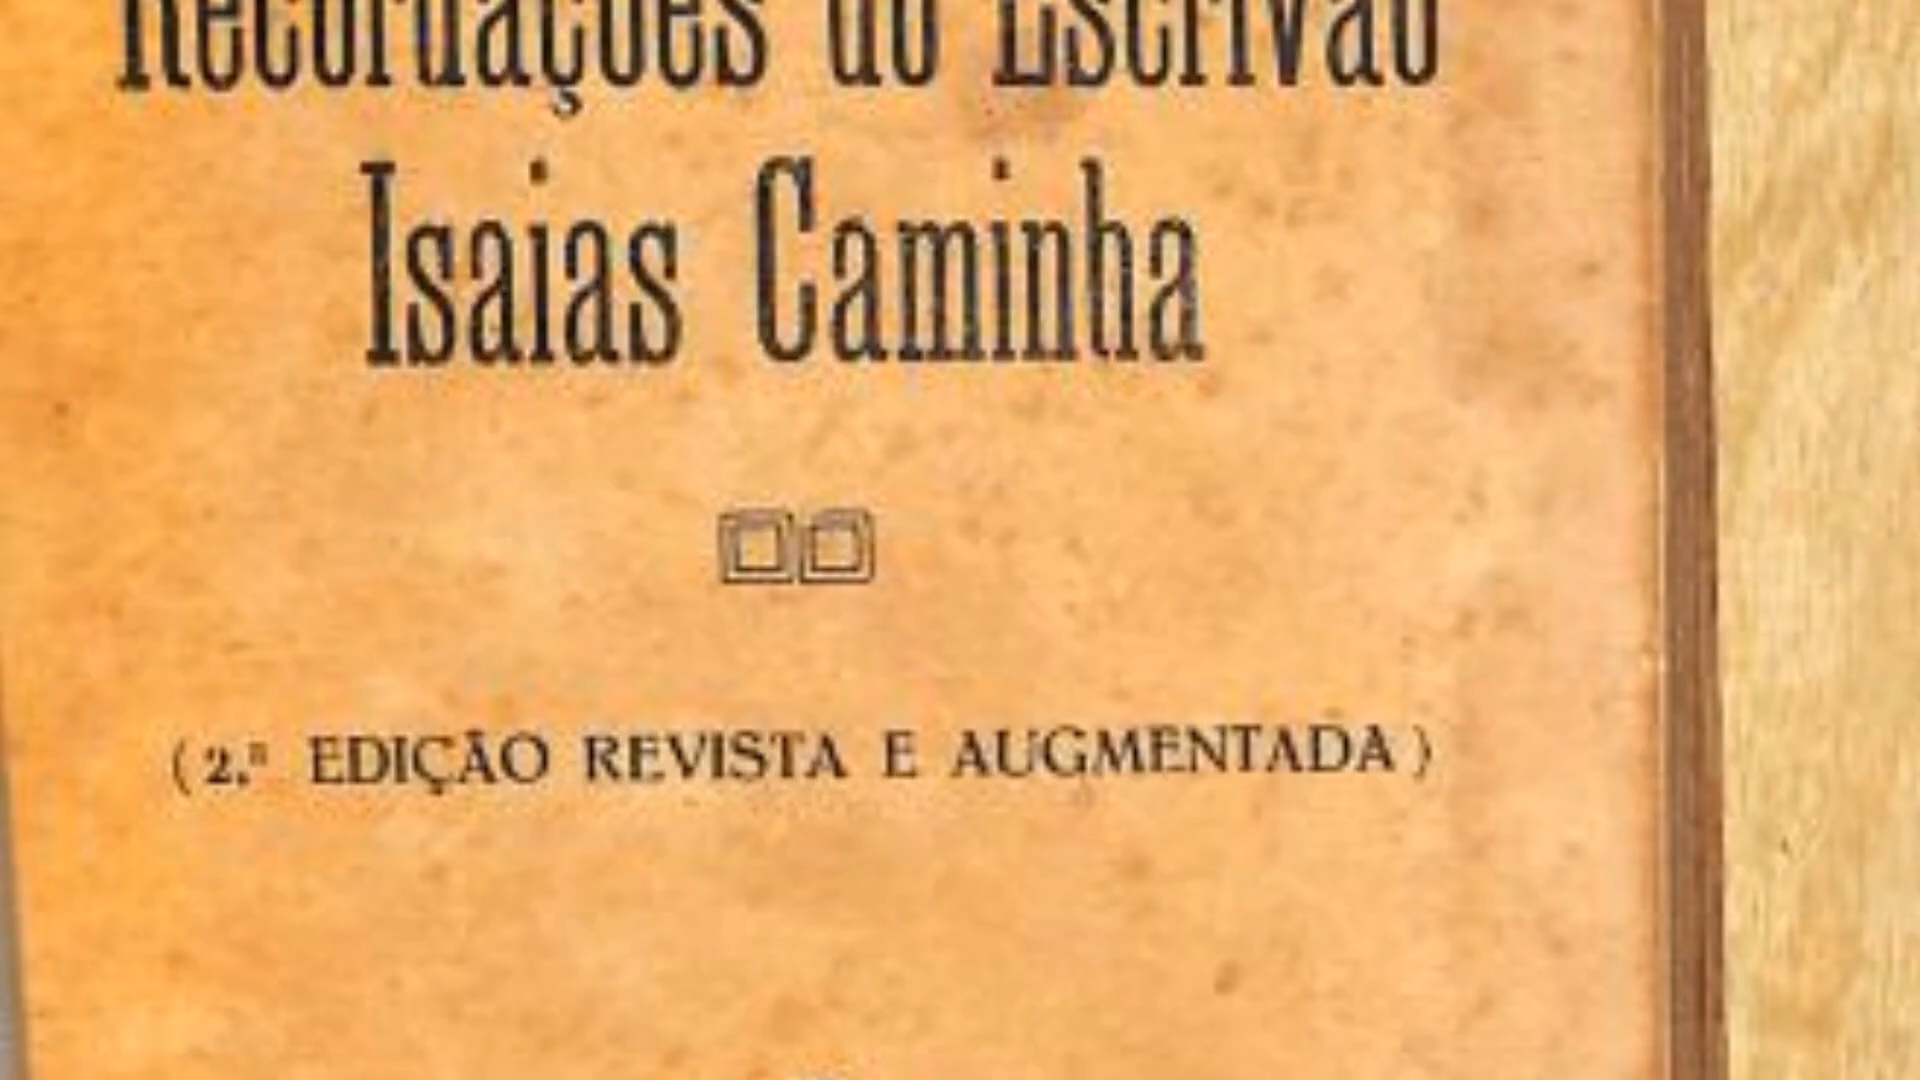 Recordações do Escrivão
Isaias Caminha
( 2.ª EDIÇÃO REVISTA E AUGMENTADA )